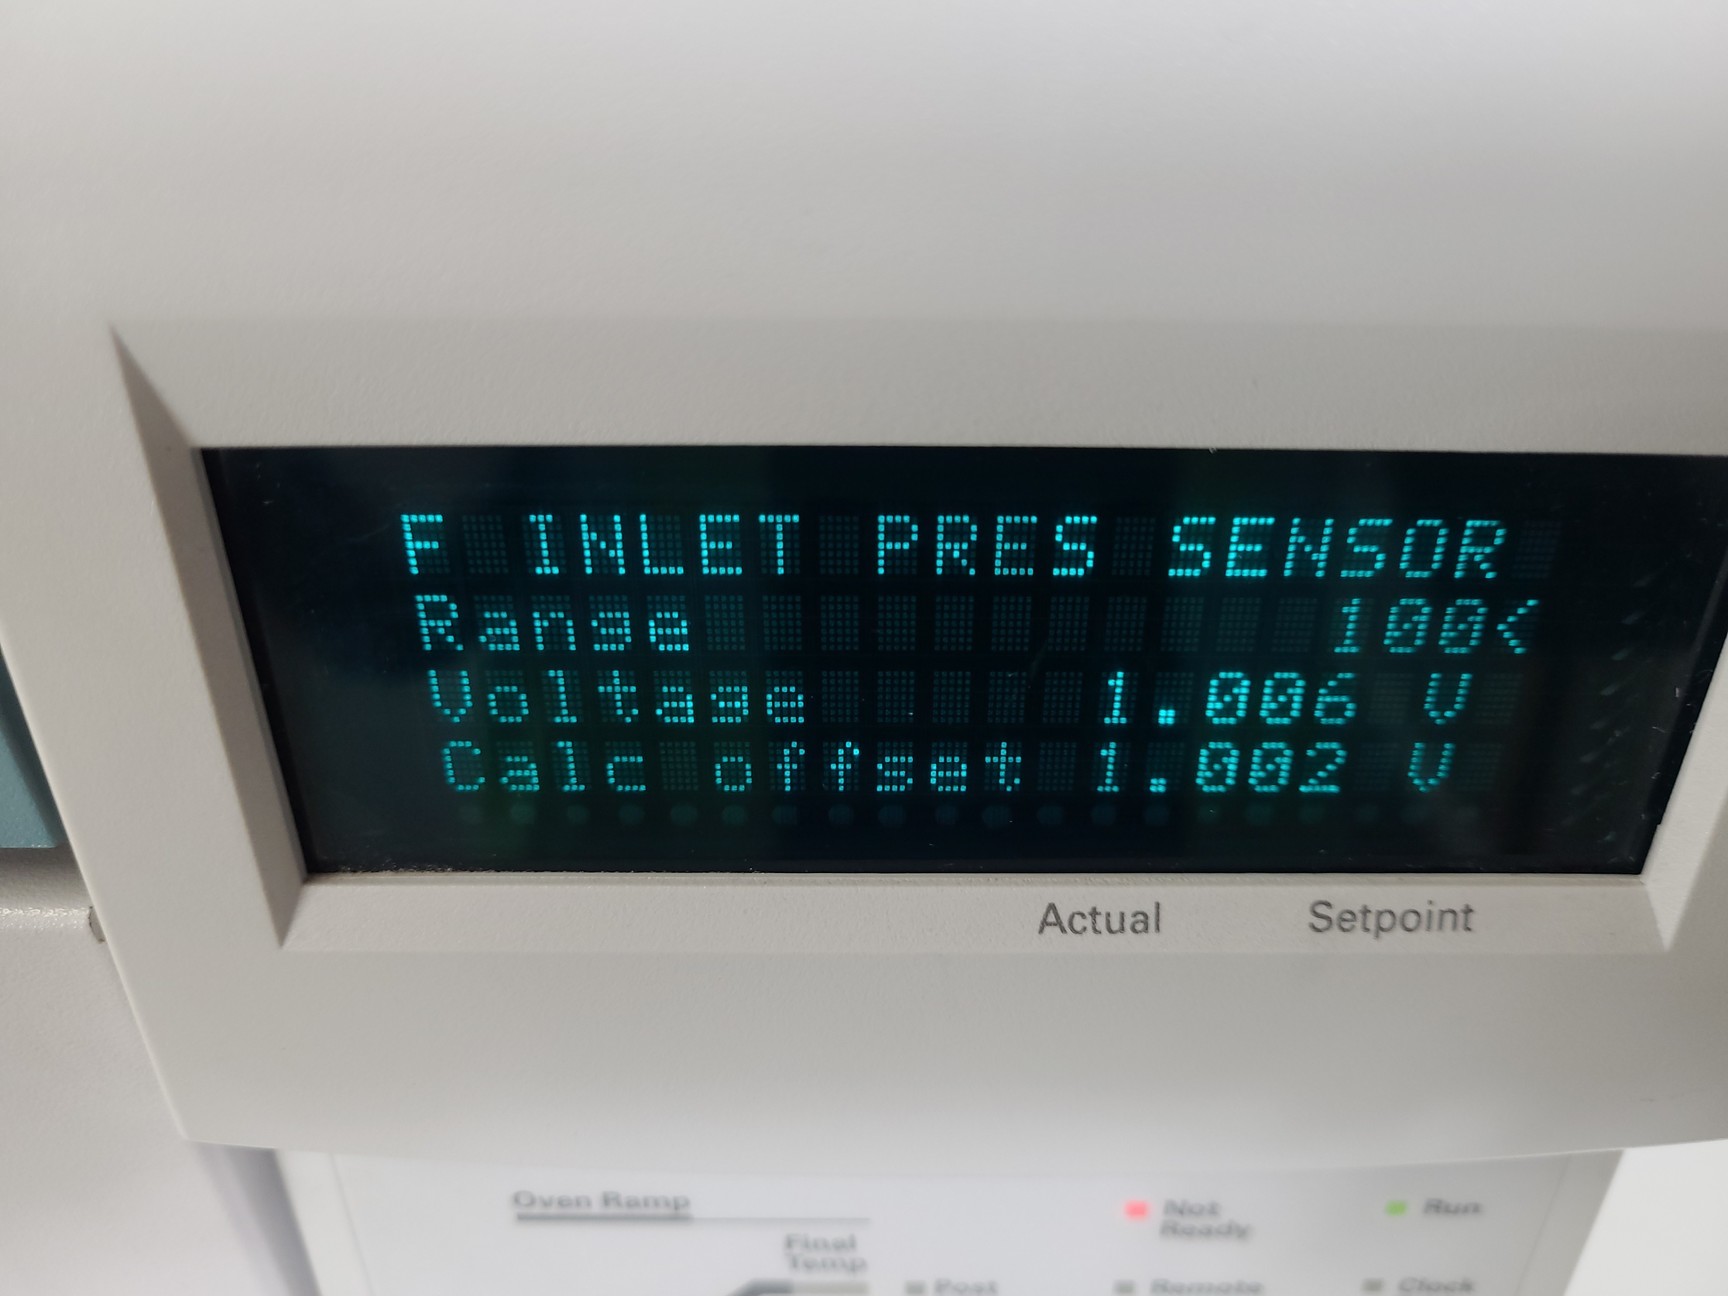 F INLET PRES SENSOR
Range 100<
Voltage 1.006 V
Calc offset 1.002 V
Actual Setpoint
Oven Ramp
Not Ready
Run
Final Temp
Post
Remote
Clock